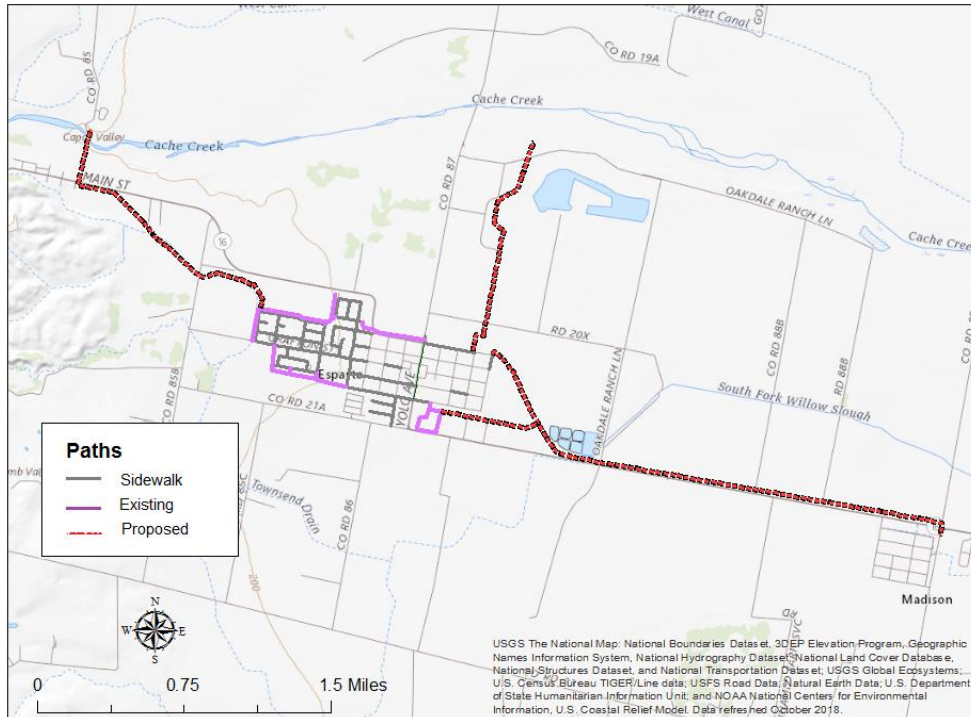 West Canal
West Canal
CO RD 85
CO RD 19A
Cache Creek
Cache Creek
CO RD 87
MAIN ST
OAKDALE RANCH LN
Cache Cree
16
RD 20X
CO RD 88B
RD 88B
GRAFTON ST
Esparto
YOLO AVE
CO RD 85B
CO RD 21A
OAKDALE RANCH LN
South Fork Willow Slough
Paths
Sidewalk
Existing
Proposed
Townsend Drain
CO RD 86
200
Madison
N
W E
S
0 0.75 1.5 Miles
USGS The National Map: National Boundaries Dataset, 3DEP Elevation Program, Geographic
Names Information System, National Hydrography Dataset, National Land Cover Database,
National Structures Dataset, and National Transportation Dataset; USGS Global Ecosystems;
U.S. Census Bureau TIGER/Line data; USFS Road Data; Natural Earth Data; U.S. Department
of State Humanitarian Information Unit; and NOAA National Centers for Environmental
Information, U.S. Coastal Relief Model. Data refreshed October 2018.